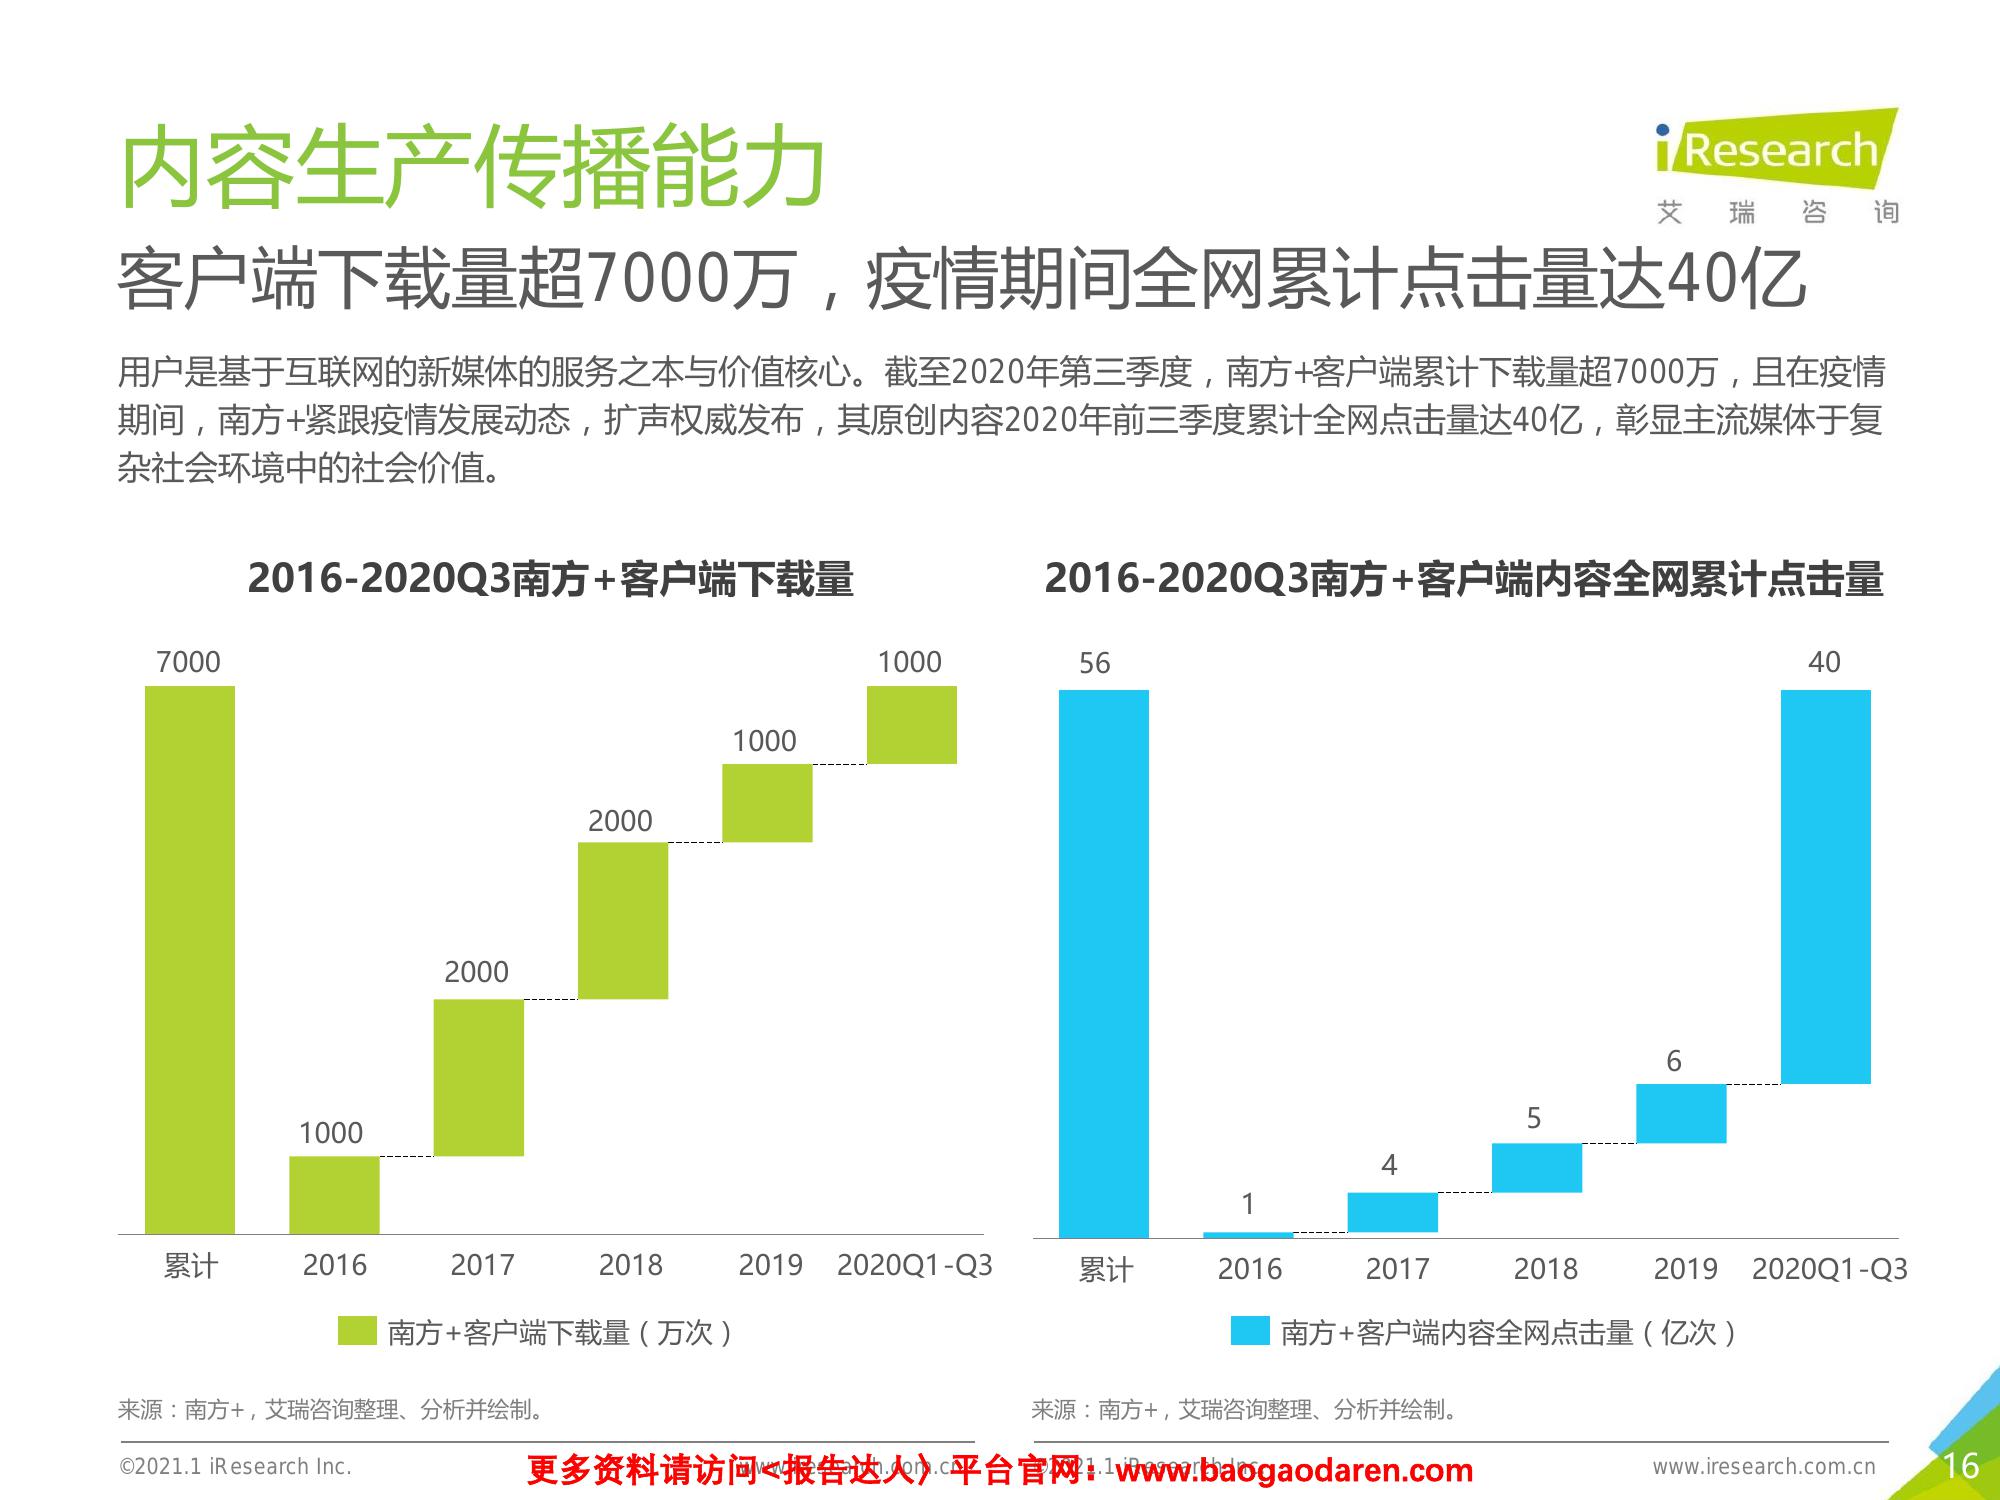 内容生产传播能力
iResearch
艾瑞咨询
客户端下载量超7000万，疫情期间全网累计点击量达40亿
用户是基于互联网的新媒体的服务之本与价值核心。截至2020年第三季度，南方+客户端累计下载量超7000万，且在疫情
期间，南方+紧跟疫情发展动态，扩声权威发布，其原创内容2020年前三季度累计全网点击量达40亿，彰显主流媒体于复
杂社会环境中的社会价值。
2016-2020Q3南方+客户端下载量
7000
1000
2000
2000
1000
1000
累计 2016 2017 2018 2019 2020Q1-Q3
南方+客户端下载量（万次）
来源：南方+，艾瑞咨询整理、分析并绘制。
2016-2020Q3南方+客户端内容全网累计点击量
56
1
4
5
6
40
累计 2016 2017 2018 2019 2020Q1-Q3
南方+客户端内容全网点击量（亿次）
来源：南方+，艾瑞咨询整理、分析并绘制。
©2021.1 iResearch Inc.
www.iresearch.com.cn
©2021.1 iResearch Inc.
更多资料请访问<报告达人〉平台官网：www.baogaodaren.com
www.iresearch.com.cn
16